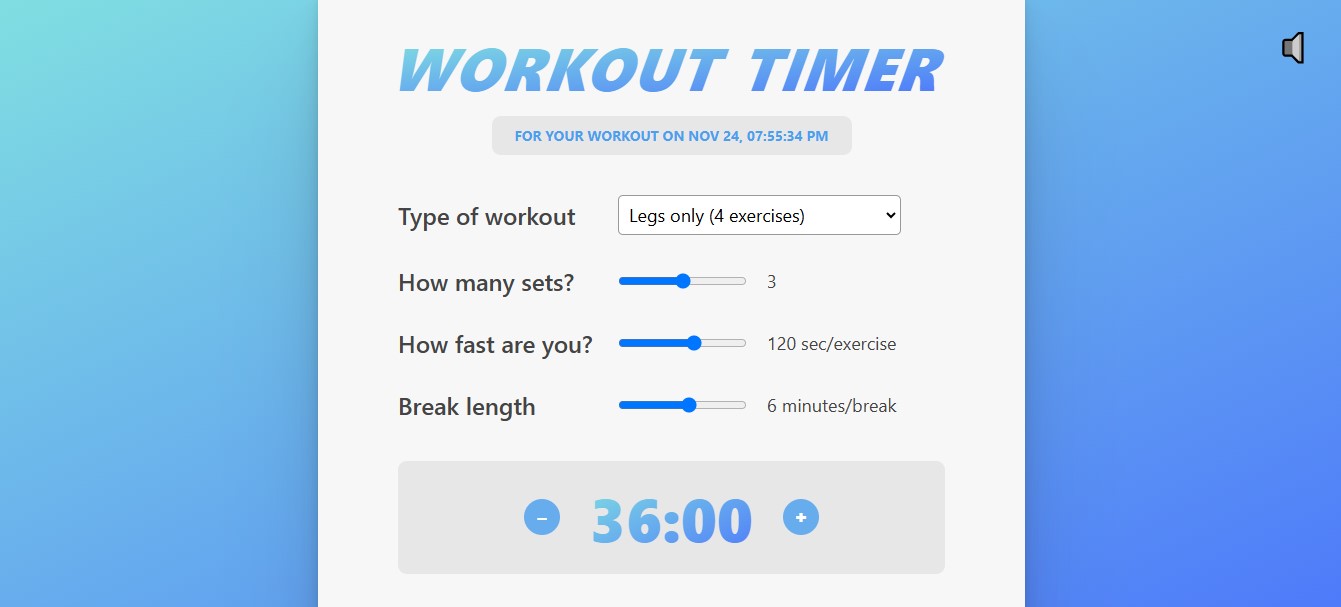 WORKOUT TIMER
FOR YOUR WORKOUT ON NOV 24, 07:55:34 PM
Type of workout Legs only (4 exercises)
How many sets? 3
How fast are you? 120 sec/exercise
Break length 6 minutes/break
– 36:00 +